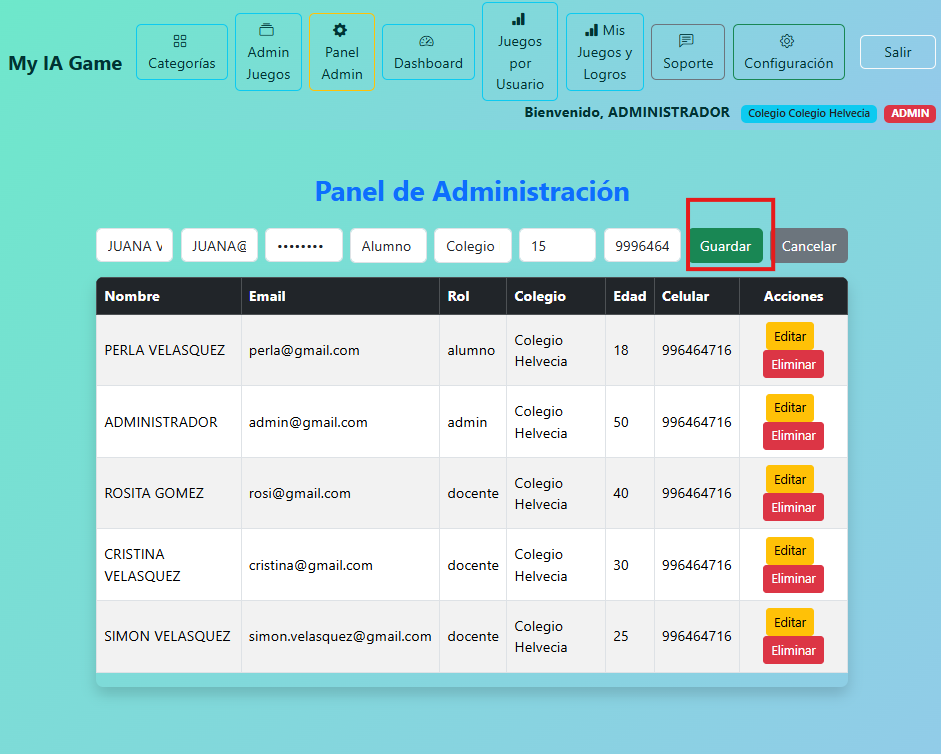 My IA Game
Categorías
Admin
Juegos
Panel
Admin
Dashboard
Juegos
por
Usuario
Mis
Juegos y
Logros
Soporte
Configuración
Salir
Bienvenido, ADMINISTRADOR Colegio Colegio Helvecia ADMIN
Panel de Administración
JUANA V JUANA@ •••••••• Alumno Colegio 15 9996464 Guardar Cancelar
Nombre Email Rol Colegio Edad Celular Acciones
PERLA VELASQUEZ perla@gmail.com alumno Colegio Helvecia 18 996464716 Editar Eliminar
ADMINISTRADOR admin@gmail.com admin Colegio Helvecia 50 996464716 Editar Eliminar
ROSITA GOMEZ rosi@gmail.com docente Colegio Helvecia 40 996464716 Editar Eliminar
CRISTINA VELASQUEZ cristina@gmail.com docente Colegio Helvecia 30 996464716 Editar Eliminar
SIMON VELASQUEZ simon.velasquez@gmail.com docente Colegio Helvecia 25 996464716 Editar Eliminar